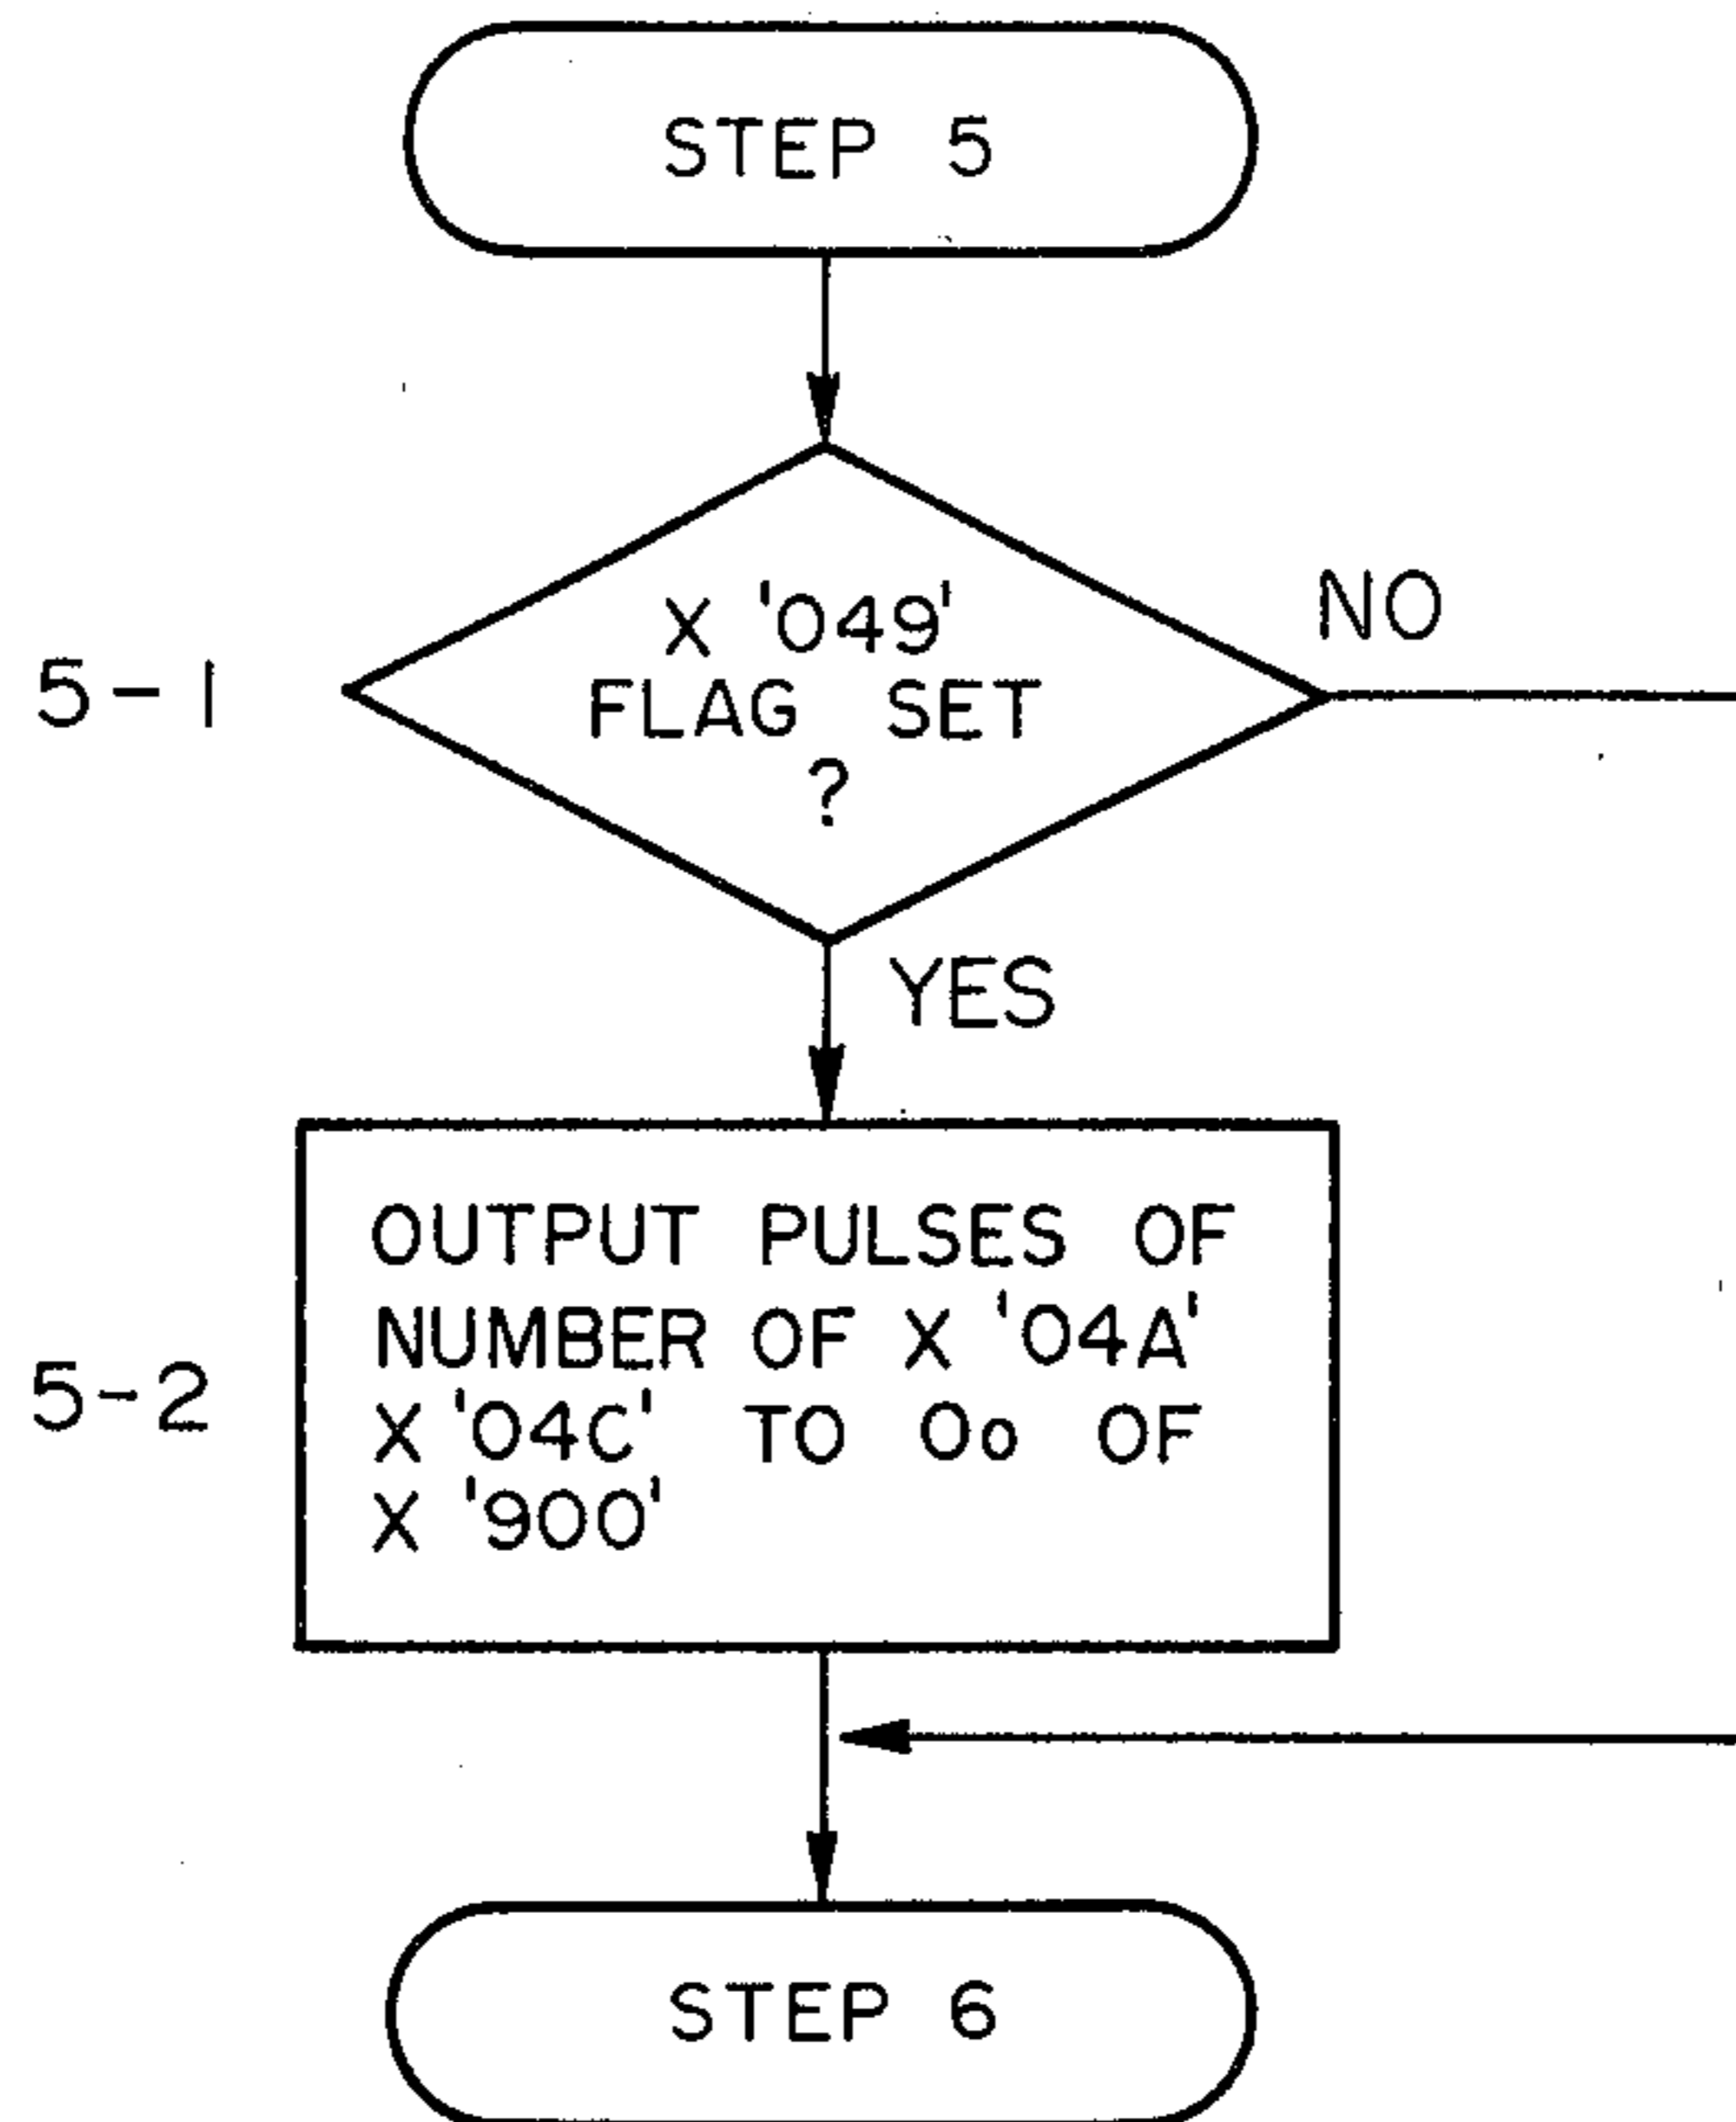 STEP 5
5-1
X '049'
FLAG SET
?
NO
YES
5-2
OUTPUT PULSES OF
NUMBER OF X '04A'
X '04C' TO Oo OF
X '900'
STEP 6